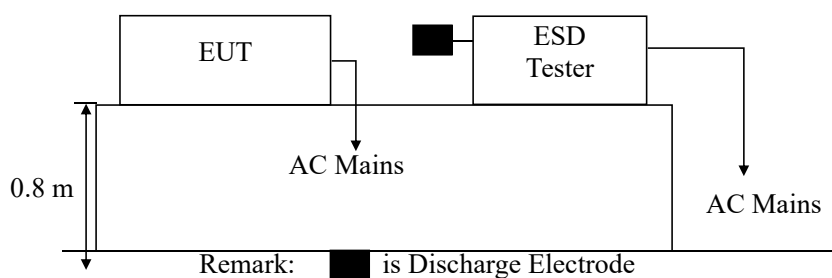 EUT
ESD
Tester
AC Mains
0.8 m
AC Mains
Remark: is Discharge Electrode